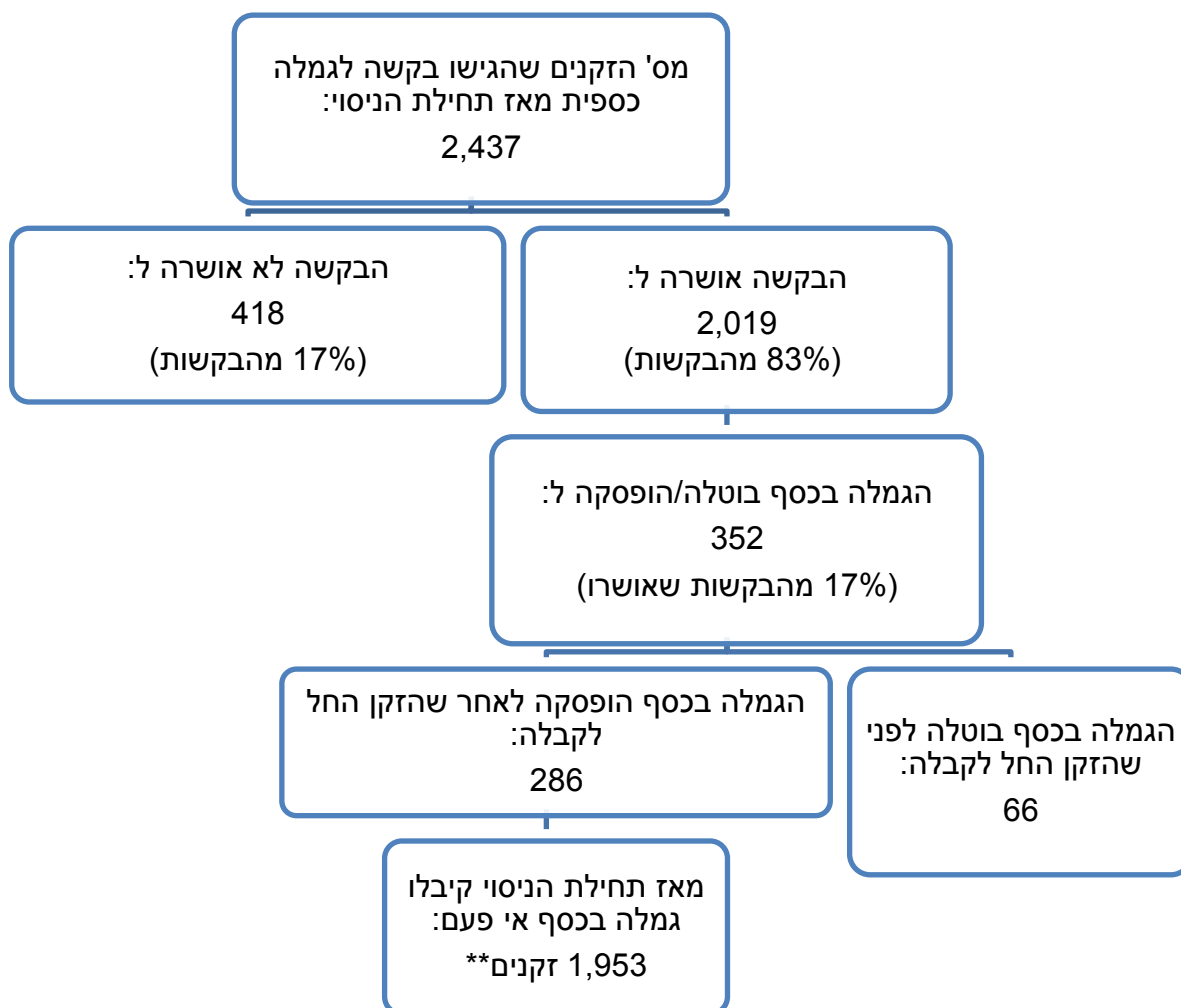 מס' הזקנים שהגישו בקשה לגמלה
כספית מאז תחילת הניסוי:
2,437
הבקשה אושרה ל:
2,019
(83% מהבקשות)
הבקשה לא אושרה ל:
418
(17% מהבקשות)
הגמלה בכסף בוטלה/הופסקה ל:
352
(17% מהבקשות שאושרו)
הגמלה בכסף בוטלה לפני
שהזקן החל לקבלה:
66
הגמלה בכסף הופסקה לאחר שהזקן החל
לקבלה:
286
מאז תחילת הניסוי קיבלו
גמלה בכסף אי פעם:
1,953 זקנים**